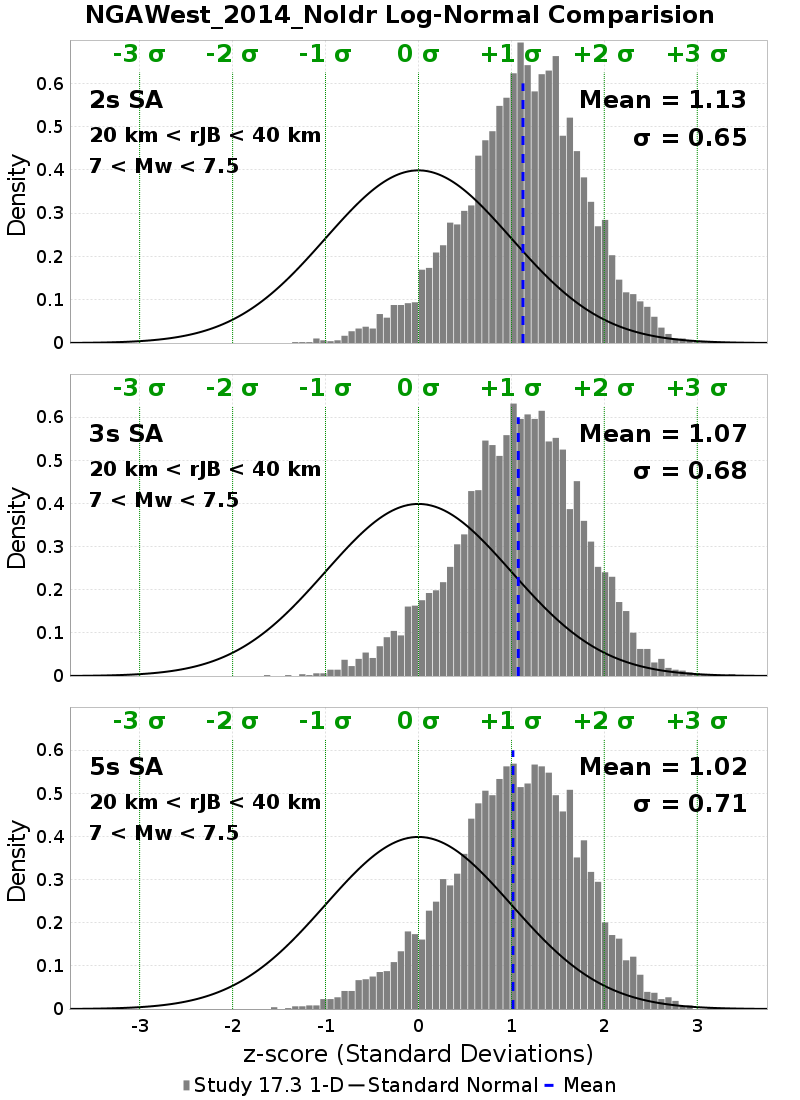 NGAWest_2014_NoIdr Log-Normal Comparision
-3 σ -2 σ -1 σ 0 σ +1 σ +2 σ +3 σ
0.6
2s SA Mean = 1.13
0.5
20 km < rJB < 40 km σ = 0.65
7 < Mw < 7.5
0.4
Density
0.3
0.2
0.1
0
-3 σ -2 σ -1 σ 0 σ +1 σ +2 σ +3 σ
0.6
3s SA Mean = 1.07
0.5
20 km < rJB < 40 km σ = 0.68
7 < Mw < 7.5
0.4
Density
0.3
0.2
0.1
0
-3 σ -2 σ -1 σ 0 σ +1 σ +2 σ +3 σ
0.6
5s SA Mean = 1.02
0.5
20 km < rJB < 40 km σ = 0.71
7 < Mw < 7.5
0.4
Density
0.3
0.2
0.1
0
-3 -2 -1 0 1 2 3
z-score (Standard Deviations)
Study 17.3 1-D Standard Normal Mean